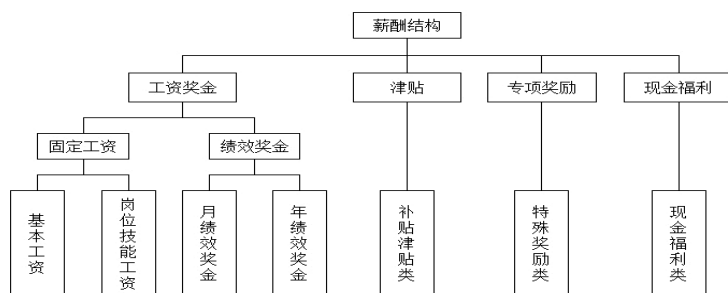 薪酬结构
工资奖金
津贴
专项奖励
现金福利
固定工资
绩效奖金
基本工资
岗位技能工资
月绩效奖金
年绩效奖金
补贴津贴类
特殊奖励类
现金福利类